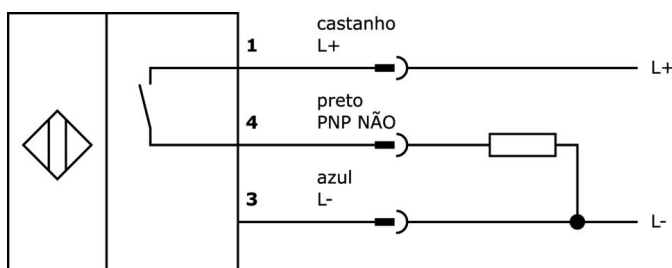 castanho
1 L+
L+
preto
4 PNP NÃO
azul
3 L-
L-